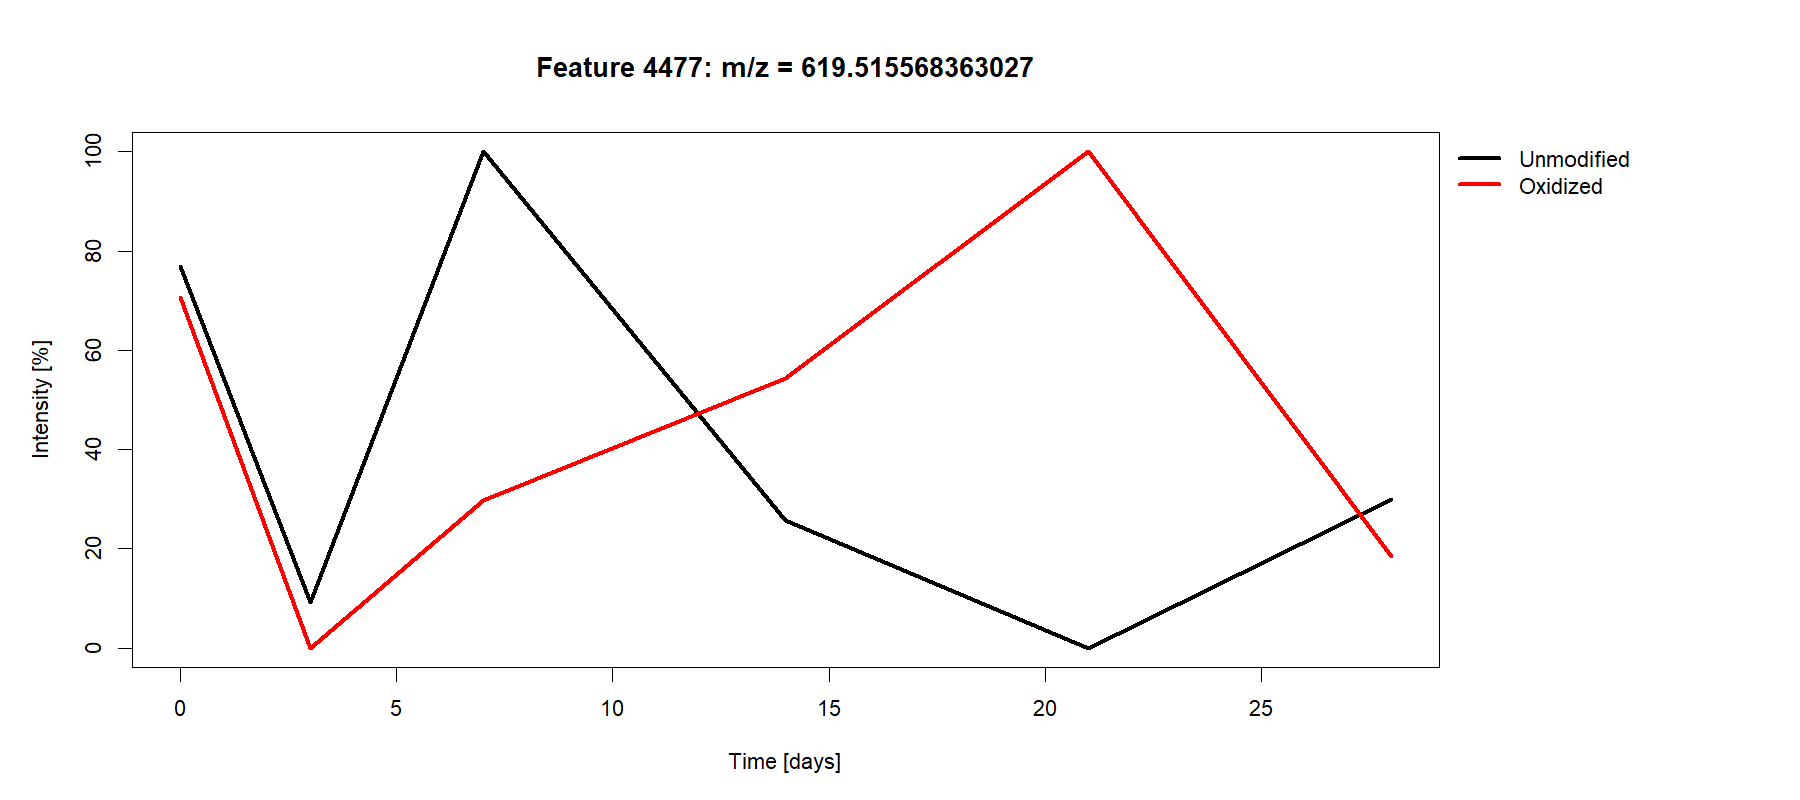 Feature 4477: m/z = 619.515568363027
Unmodified
Oxidized
Intensity [%]
100
80
60
40
20
0
0 5 10 15 20 25
Time [days]